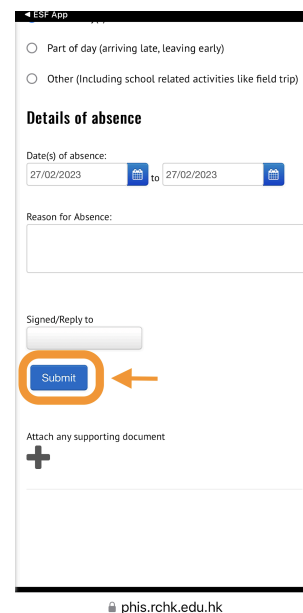 ◄ ESF App
Part of day (arriving late, leaving early)
Other (Including school related activities like field trip)
Details of absence
Date(s) of absence:
27/02/2023 to 27/02/2023
Reason for Absence:
Signed/Reply to
Submit
Attach any supporting document
phis.rchk.edu.hk